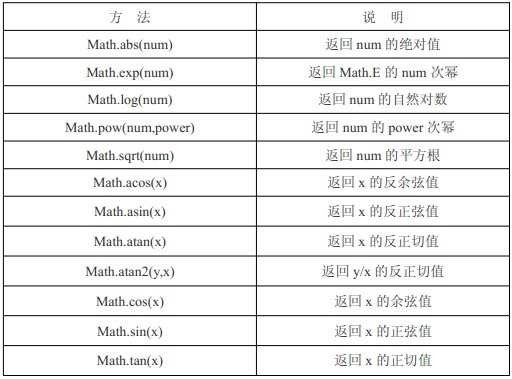 方 法 说 明
Math.abs(num) 返回 num 的绝对值
Math.exp(num) 返回 Math.E 的 num 次幂
Math.log(num) 返回 num 的自然对数
Math.pow(num,power) 返回 num 的 power 次幂
Math.sqrt(num) 返回 num 的平方根
Math.acos(x) 返回 x 的反余弦值
Math.asin(x) 返回 x 的反正弦值
Math.atan(x) 返回 x 的反正切值
Math.atan2(y,x) 返回 y/x 的反正切值
Math.cos(x) 返回 x 的余弦值
Math.sin(x) 返回 x 的正弦值
Math.tan(x) 返回 x 的正切值